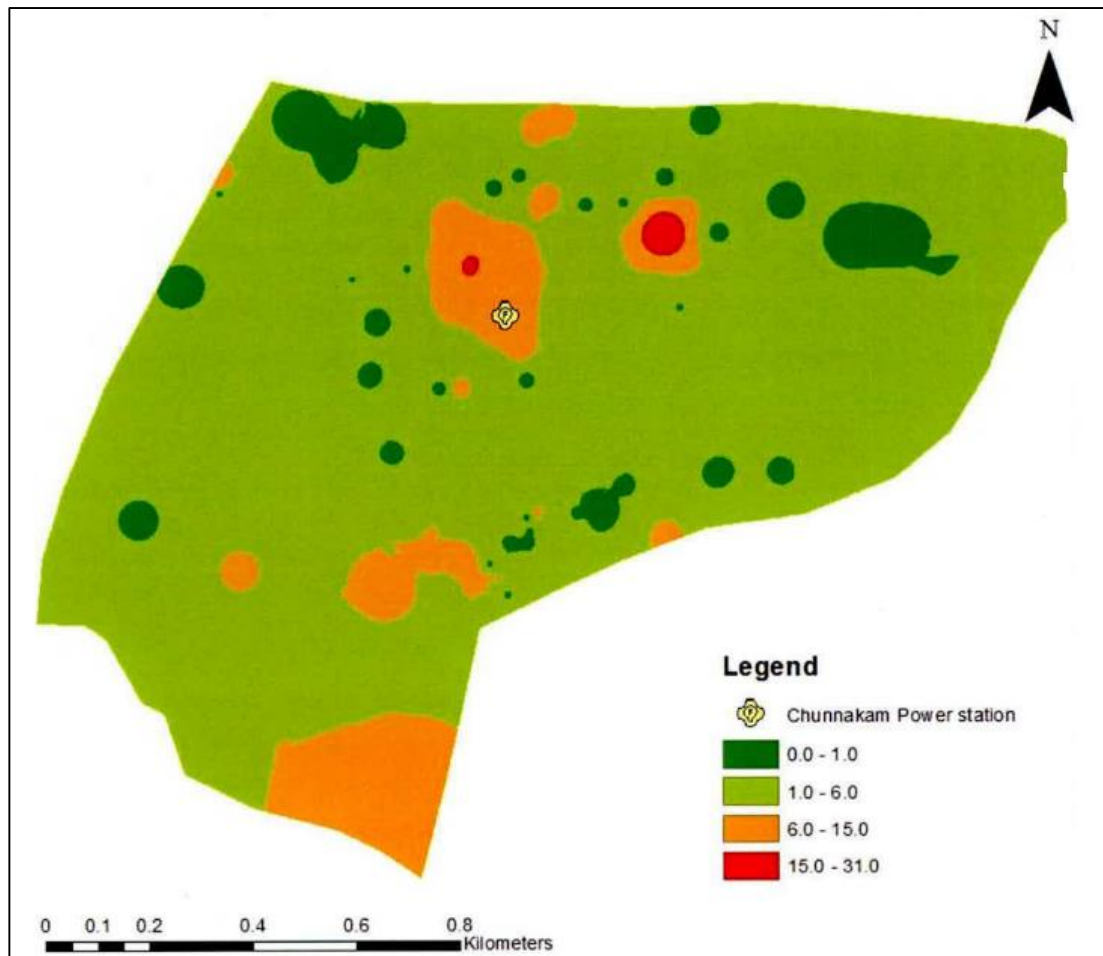 N
Legend
Chunnakam Power station
0.0 - 1.0
1.0 - 6.0
6.0 - 15.0
15.0 - 31.0
0 0.1 0.2 0.4 0.6 0.8
Kilometers